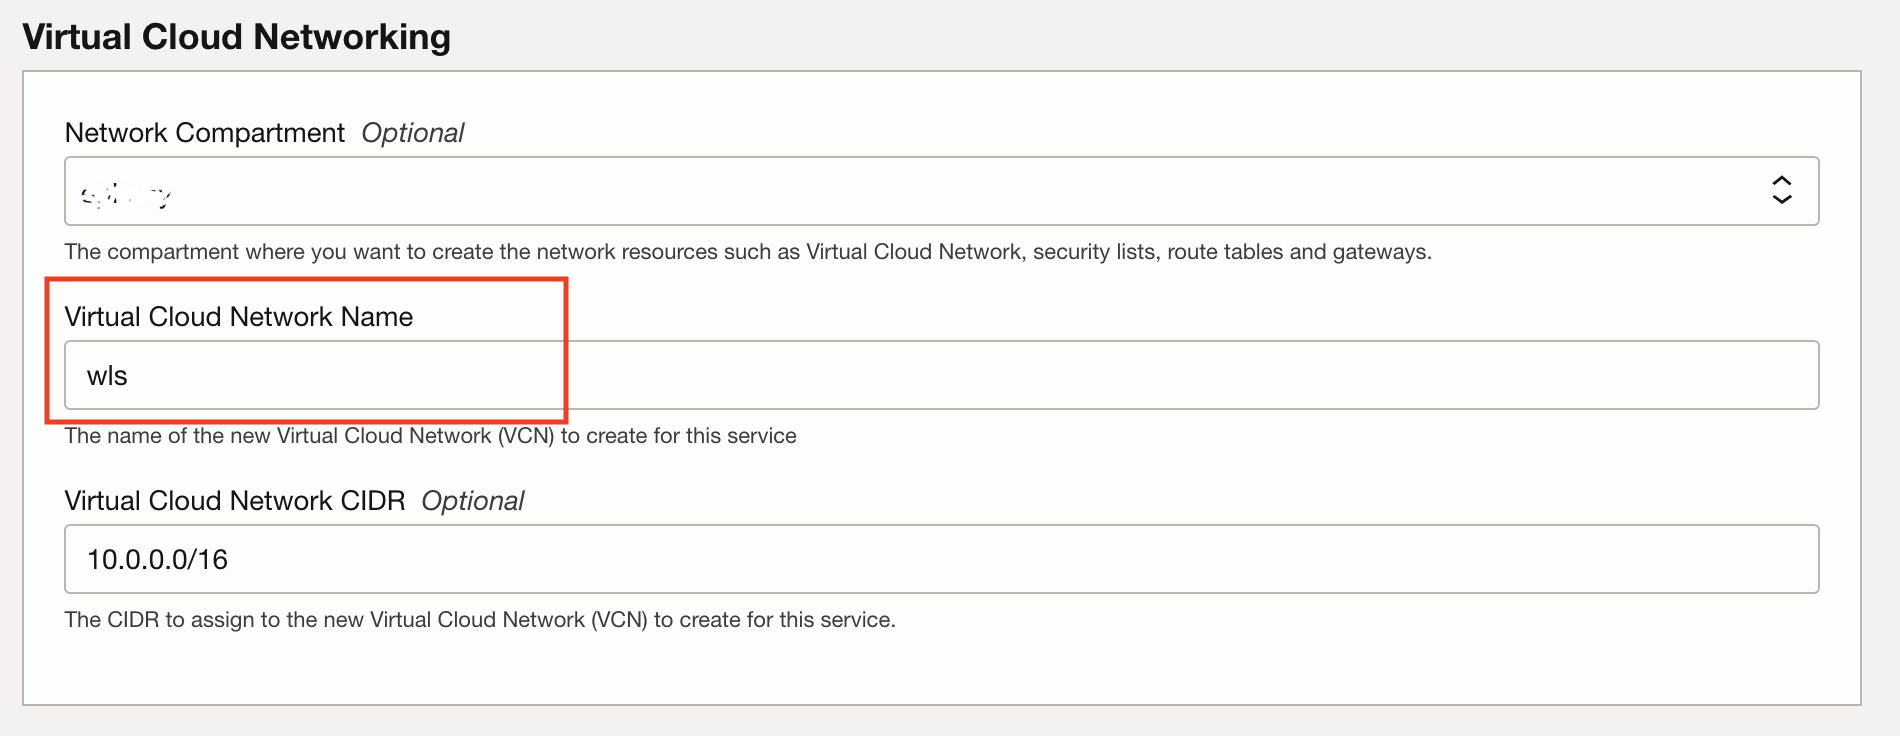 Virtual Cloud Networking
Network Compartment Optional
The compartment where you want to create the network resources such as Virtual Cloud Network, security lists, route tables and gateways.
Virtual Cloud Network Name
wls
The name of the new Virtual Cloud Network (VCN) to create for this service
Virtual Cloud Network CIDR Optional
10.0.0.0/16
The CIDR to assign to the new Virtual Cloud Network (VCN) to create for this service.